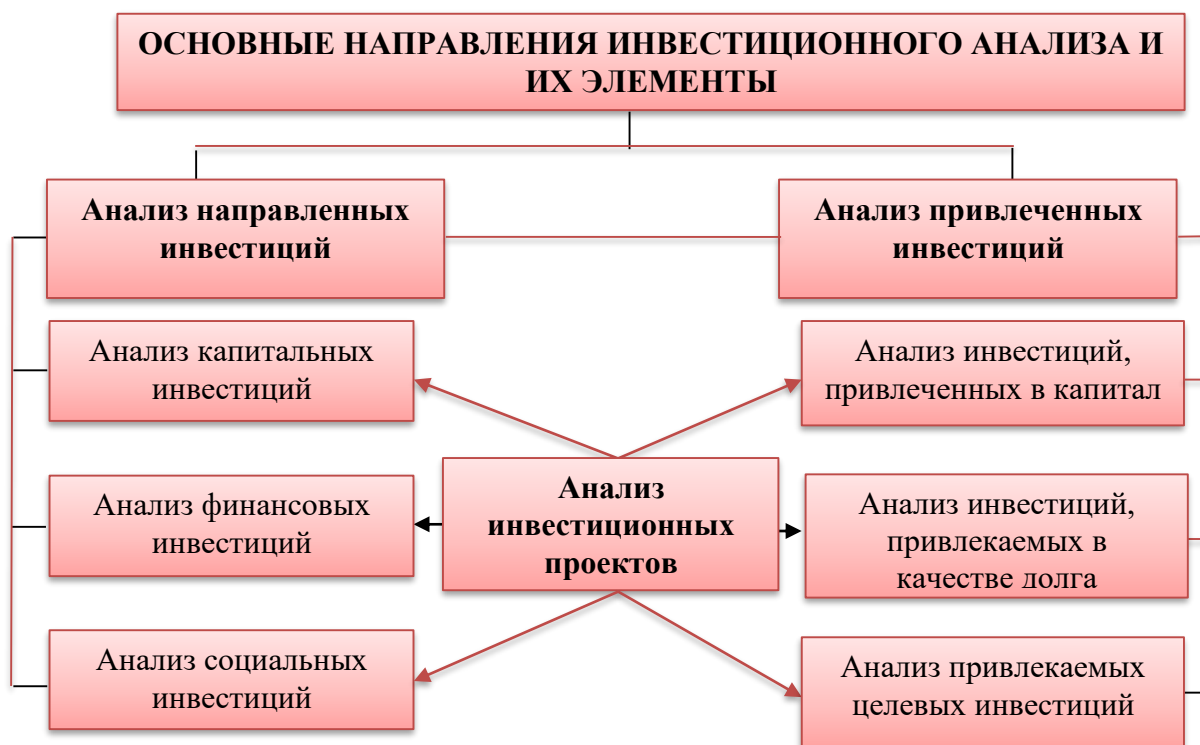 ОСНОВНЫЕ НАПРАВЛЕНИЯ ИНВЕСТИЦИОННОГО АНАЛИЗА И
ИХ ЭЛЕМЕНТЫ
Анализ направленных
инвестиций
Анализ привлеченных
инвестиций
Анализ капитальных
инвестиций
Анализ инвестиций,
привлеченных в капитал
Анализ финансовых
инвестиций
Анализ
инвестиционных
проектов
Анализ инвестиций,
привлекаемых в
качестве долга
Анализ социальных
инвестиций
Анализ привлекаемых
целевых инвестиций